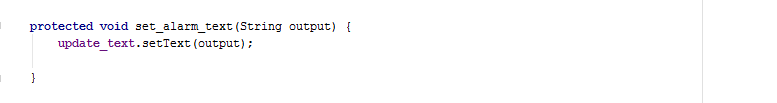 protected void set_alarm_text(String output) {
update_text.setText(output);
}